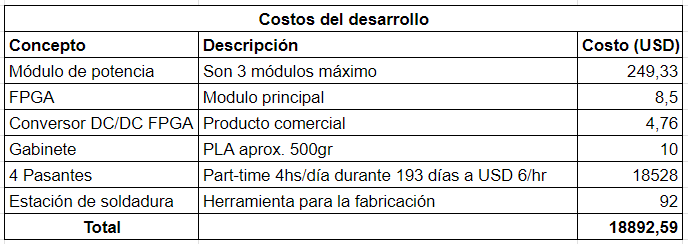 Costos del desarrollo
Concepto Descripción Costo (USD)
Módulo de potencia Son 3 módulos máximo 249,33
FPGA Modulo principal 8,5
Conversor DC/DC FPGA Producto comercial 4,76
Gabinete PLA aprox. 500gr 10
4 Pasantes Part-time 4hs/día durante 193 días a USD 6/hr 18528
Estación de soldadura Herramienta para la fabricación 92
Total 18892,59